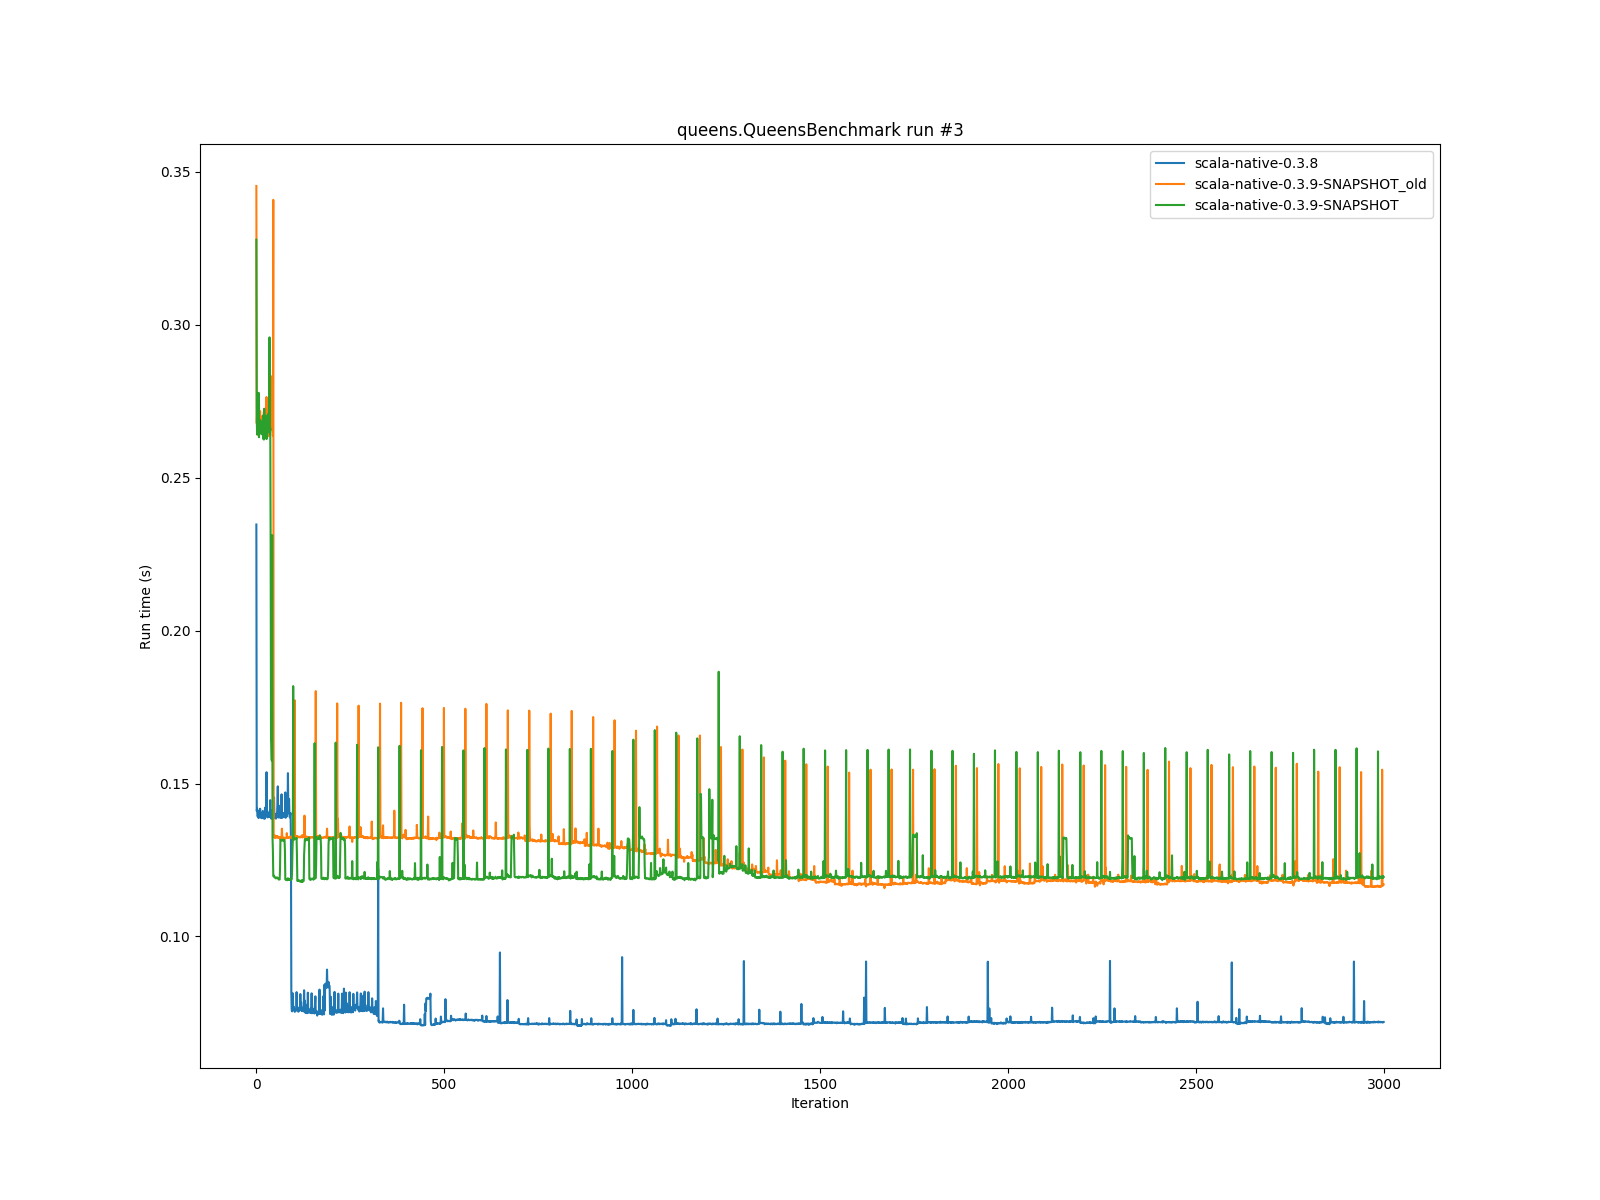 queens.QueensBenchmark run #3
scala-native-0.3.8
scala-native-0.3.9-SNAPSHOT_old
scala-native-0.3.9-SNAPSHOT
Run time (s)
0.35
0.30
0.25
0.20
0.15
0.10
0 500 1000 1500 2000 2500 3000
Iteration